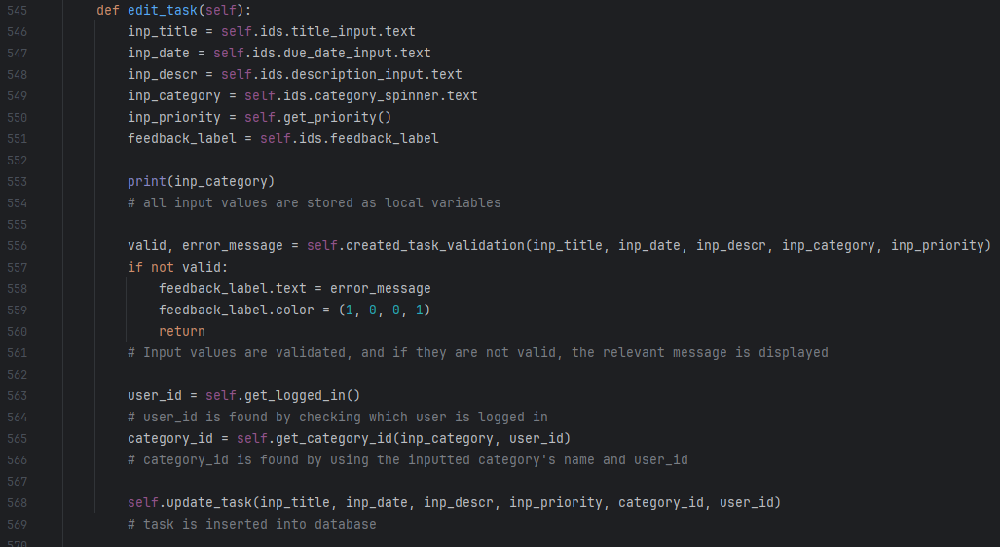 545 def edit_task(self):
546 inp_title = self.ids.title_input.text
547 inp_date = self.ids.due_date_input.text
548 inp_descr = self.ids.description_input.text
549 inp_category = self.ids.category_spinner.text
550 inp_priority = self.get_priority()
551 feedback_label = self.ids.feedback_label
552
553 print(inp_category)
554 # all input values are stored as local variables
555
556 valid, error_message = self.created_task_validation(inp_title, inp_date, inp_descr, inp_category, inp_priority)
557 if not valid:
558 feedback_label.text = error_message
559 feedback_label.color = (1, 0, 0, 1)
560 return
561 # Input values are validated, and if they are not valid, the relevant message is displayed
562
563 user_id = self.get_logged_in()
564 # user_id is found by checking which user is logged in
565 category_id = self.get_category_id(inp_category, user_id)
566 # category_id is found by using the inputted category's name and user_id
567
568 self.update_task(inp_title, inp_date, inp_descr, inp_priority, category_id, user_id)
569 # task is inserted into database
570